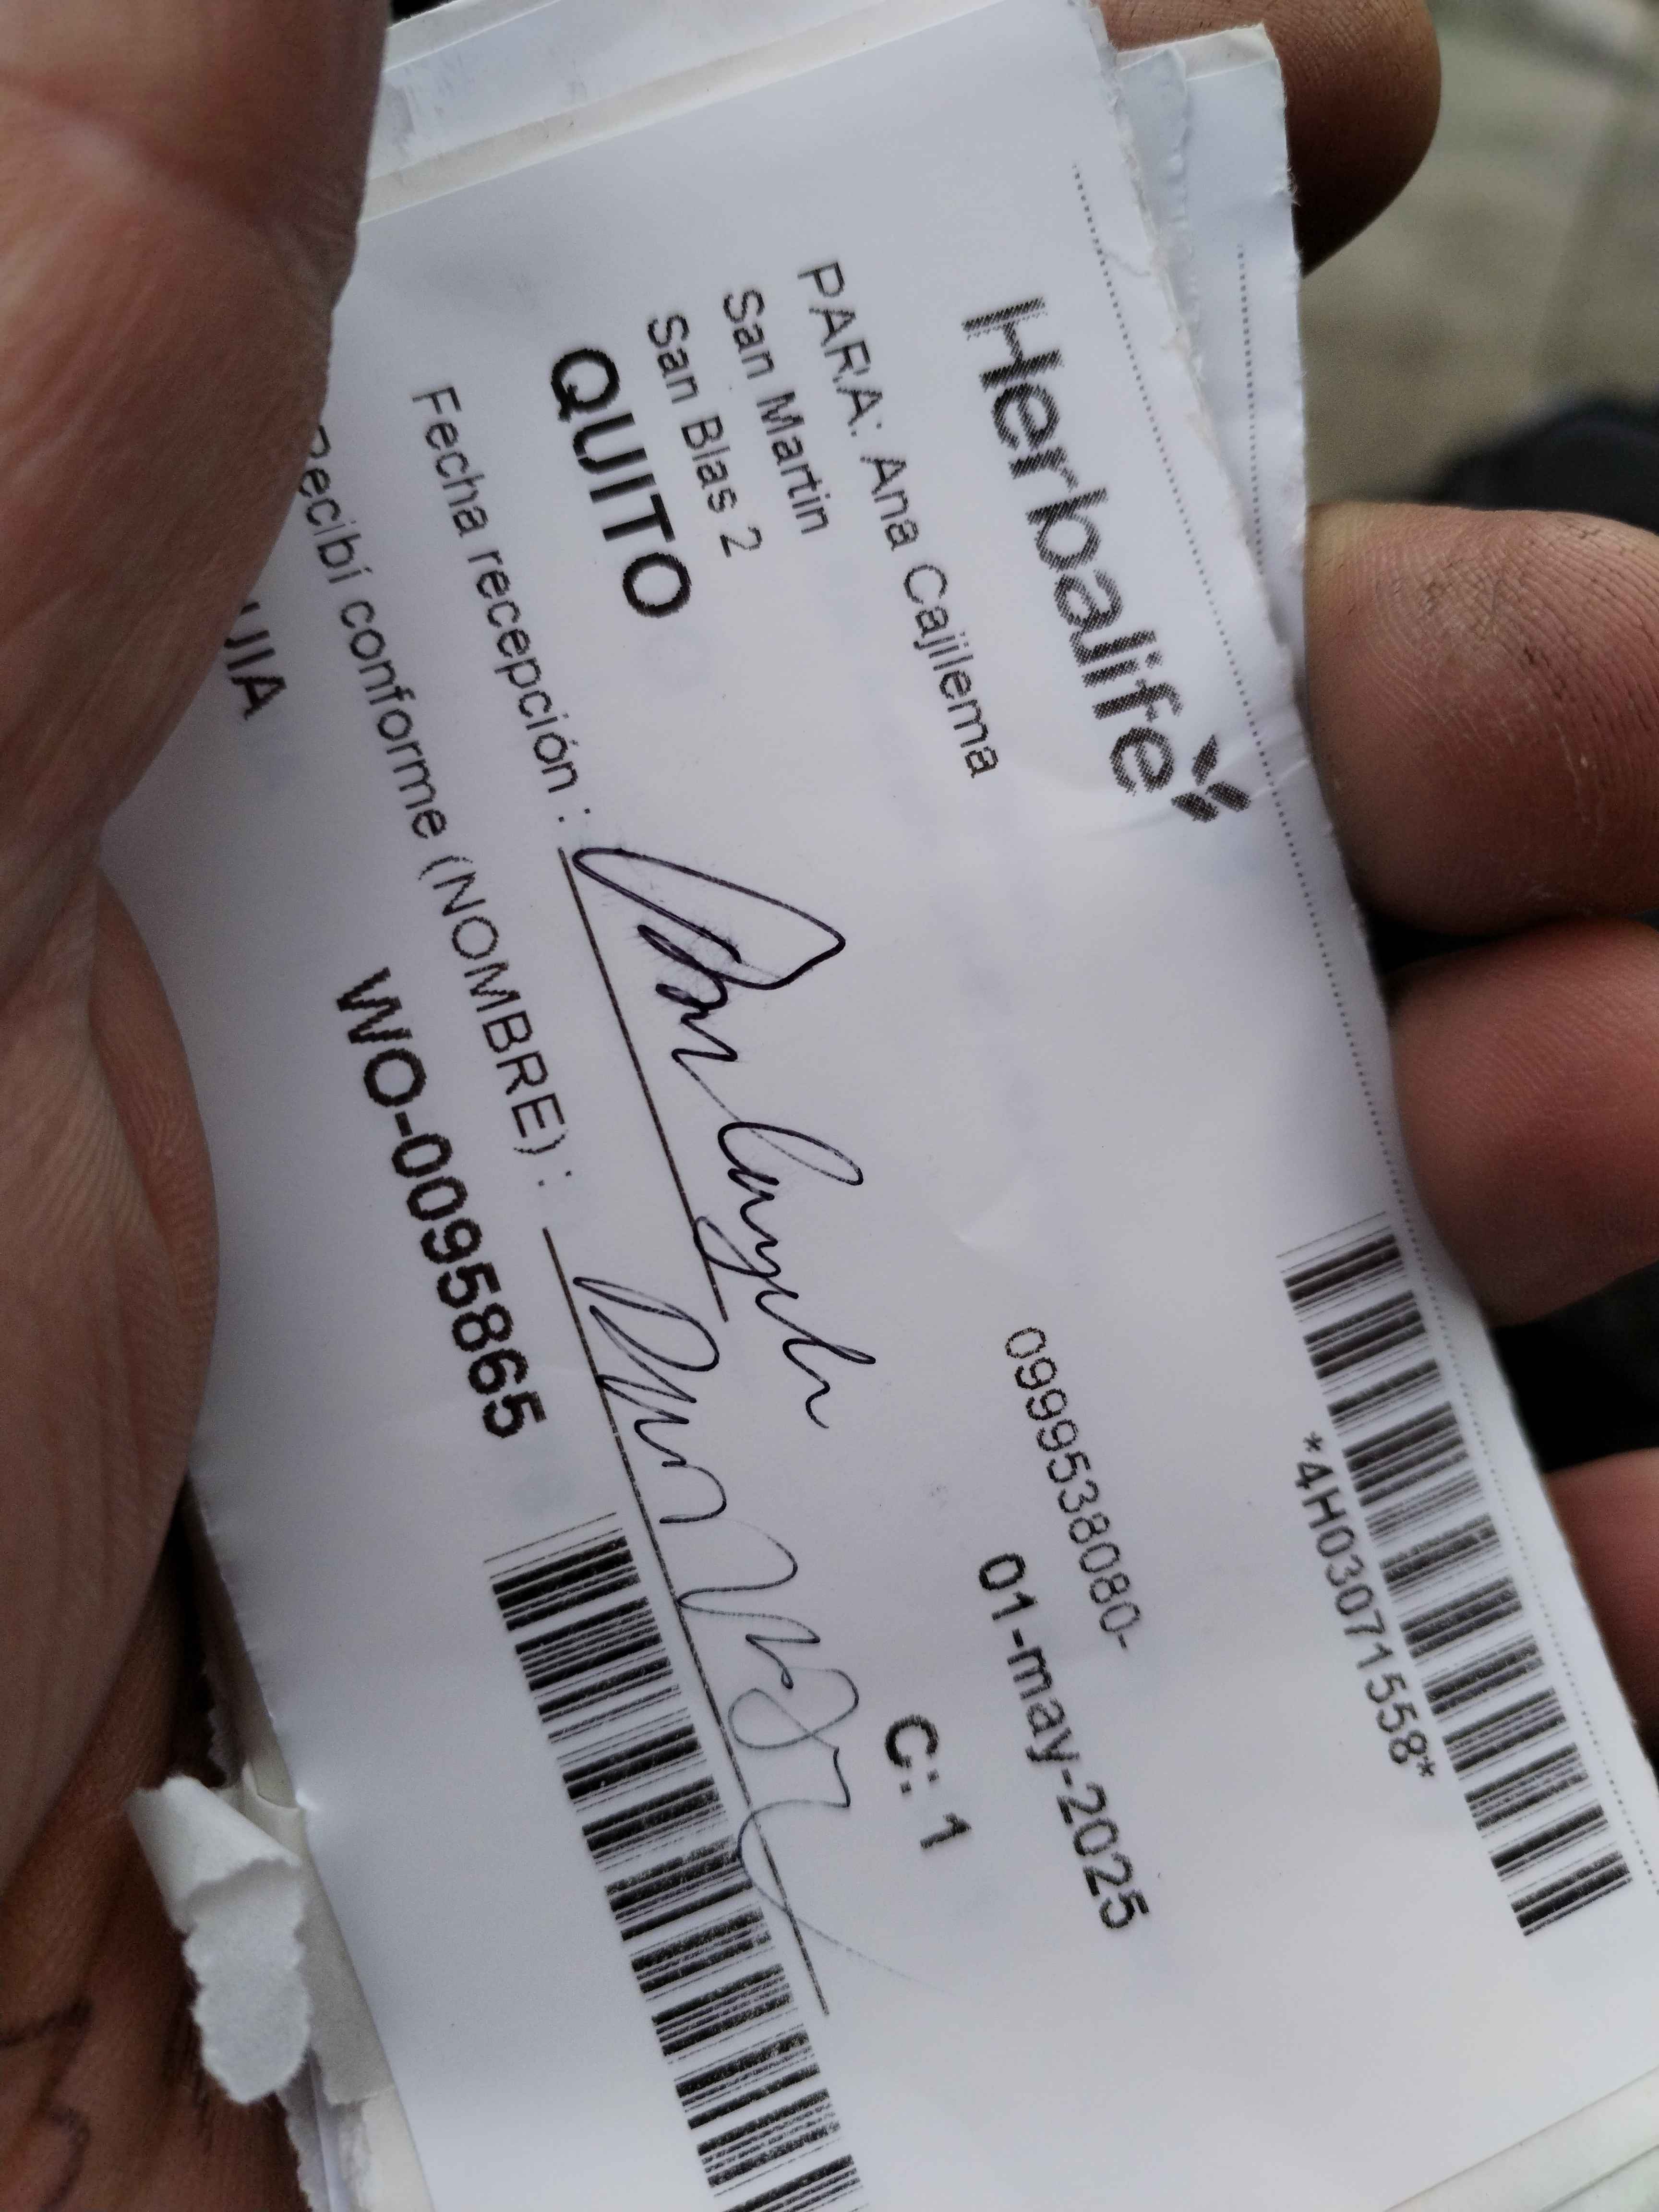 *4H03071558*
Herbalife
PARA: Ana Cajilema
0999538080-
San Martin
01-may-2025
San Blas 2
QUITO
C: 1
Fecha recepción :
Recibí conforme (NOMBRE) :
UIA
WO-0095865